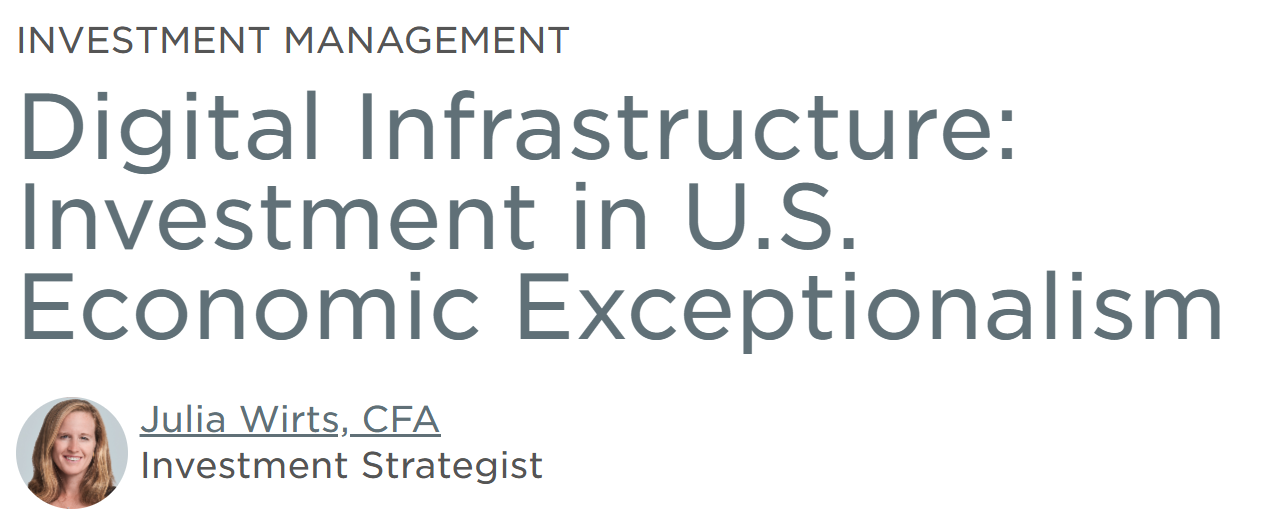 INVESTMENT MANAGEMENT
Digital Infrastructure:
Investment in U.S.
Economic Exceptionalism
Julia Wirts, CFA
Investment Strategist